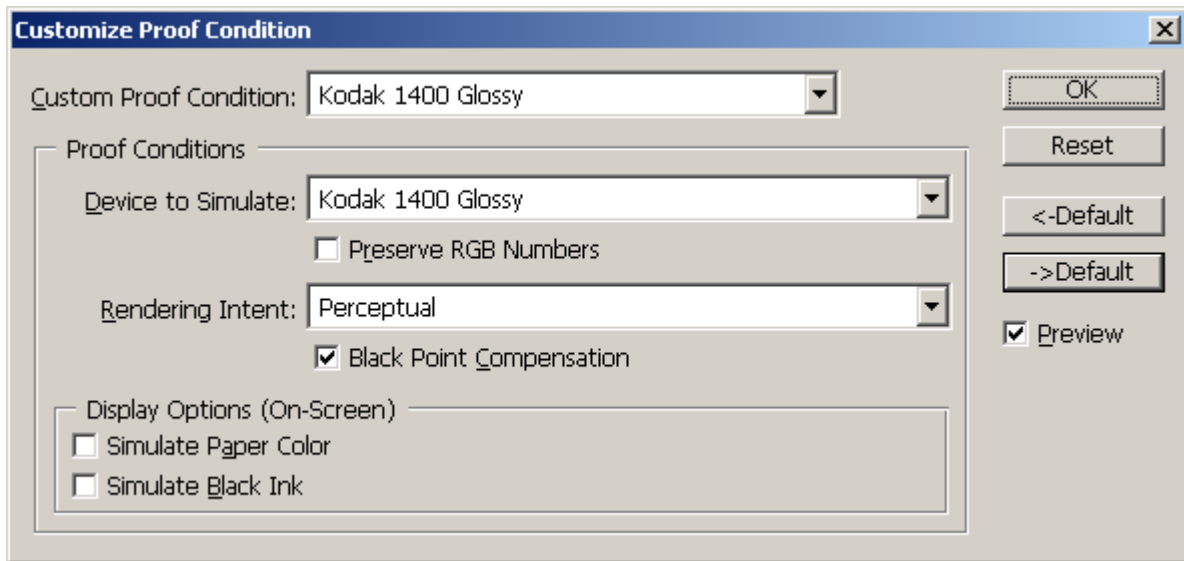 Customize Proof Condition
Custom Proof Condition: Kodak 1400 Glossy
OK
Proof Conditions
Reset
Device to Simulate: Kodak 1400 Glossy
<-Default
Preserve RGB Numbers
->Default
Rendering Intent: Perceptual
Preview
Black Point Compensation
Display Options (On-Screen)
Simulate Paper Color
Simulate Black Ink